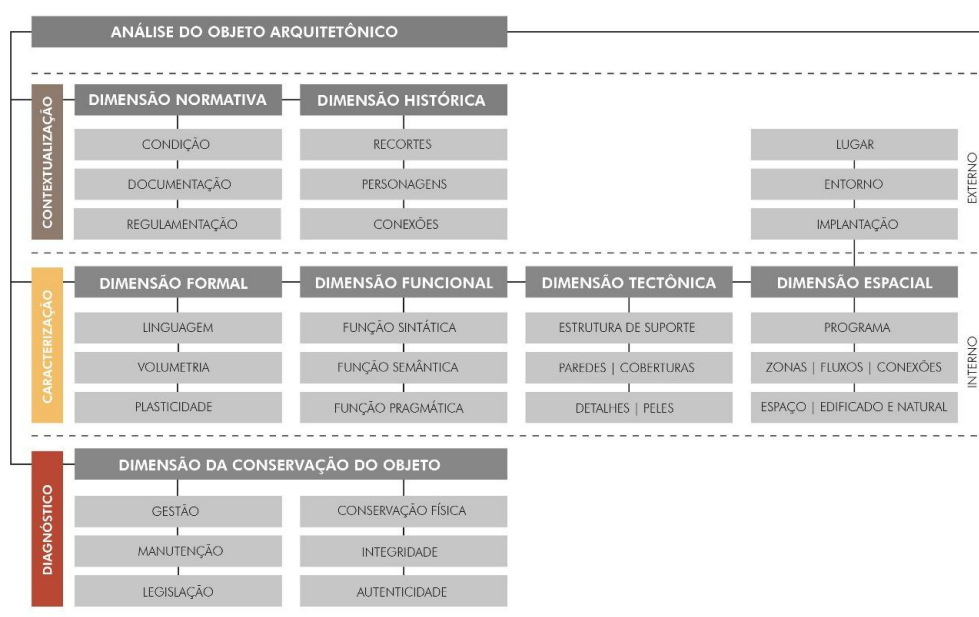 ANÁLISE DO OBJETO ARQUITETÔNICO
CONTEXTUALIZAÇÃO
DIMENSÃO NORMATIVA
CONDIÇÃO
DOCUMENTAÇÃO
REGULAMENTAÇÃO
DIMENSÃO HISTÓRICA
RECORTES
PERSONAGENS
CONEXÕES
LUGAR
ENTORNO
IMPLANTAÇÃO
EXTERNO
CARACTERIZAÇÃO
DIMENSÃO FORMAL
LINGUAGEM
VOLUMETRIA
PLASTICIDADE
DIMENSÃO FUNCIONAL
FUNÇÃO SINTÁTICA
FUNÇÃO SEMÂNTICA
FUNÇÃO PRAGMÁTICA
DIMENSÃO TECTÔNICA
ESTRUTURA DE SUPORTE
PAREDES | COBERTURAS
DETALHES | PELES
DIMENSÃO ESPACIAL
PROGRAMA
ZONAS | FLUXOS | CONEXÕES
ESPAÇO | EDIFICADO E NATURAL
INTERNO
DIAGNÓSTICO
DIMENSÃO DA CONSERVAÇÃO DO OBJETO
GESTÃO
MANUTENÇÃO
LEGISLAÇÃO
CONSERVAÇÃO FÍSICA
INTEGRIDADE
AUTENTICIDADE